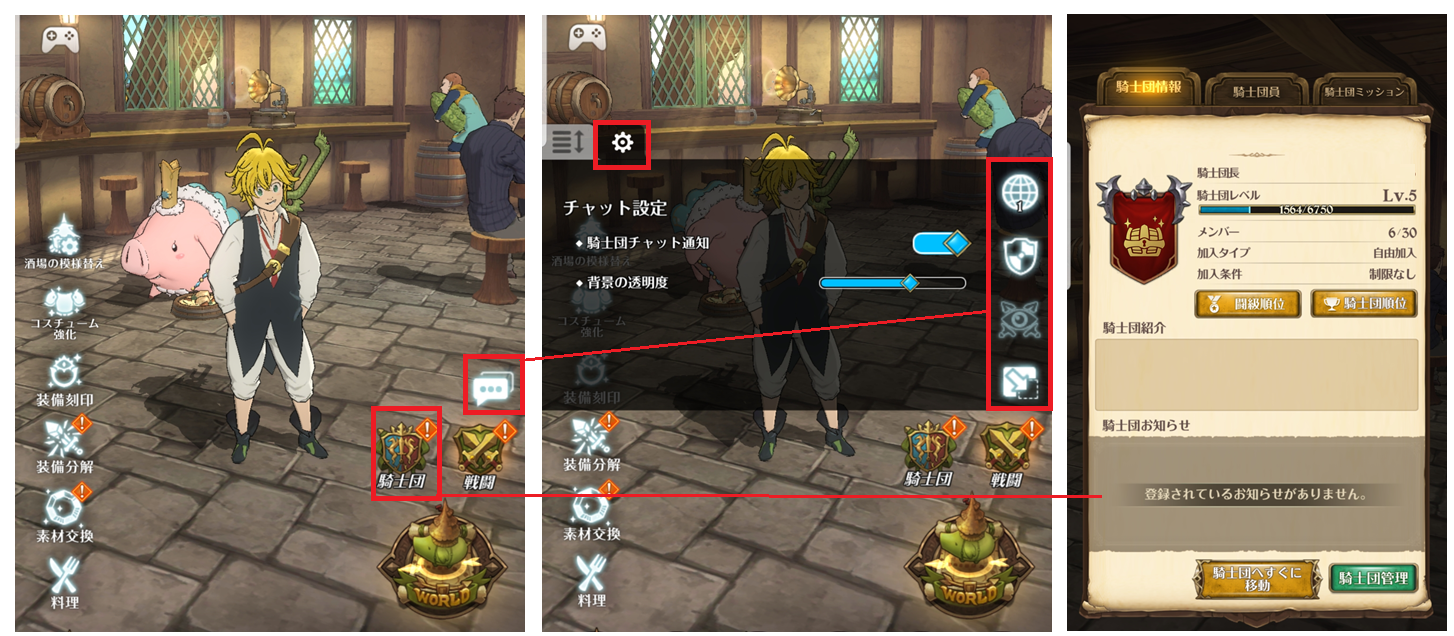 酒場の模様替え
コスチューム
強化
装備刻印
装備分解
素材交換
料理
騎士団
戦闘
WORLD
チャット設定
騎士団チャット通知
背景の透明度
1
酒場の模様替え
コスチューム
強化
装備刻印
装備分解
素材交換
料理
騎士団
戦闘
WORLD
騎士団情報
騎士団員
騎士団ミッション
騎士団長
騎士団レベル Lv.5
1564/6750
メンバー 6/30
加入タイプ 自由加入
加入条件 制限なし
闘級順位
騎士団順位
騎士団紹介
騎士団お知らせ
登録されているお知らせがありません。
騎士団へすぐに
移動
騎士団管理